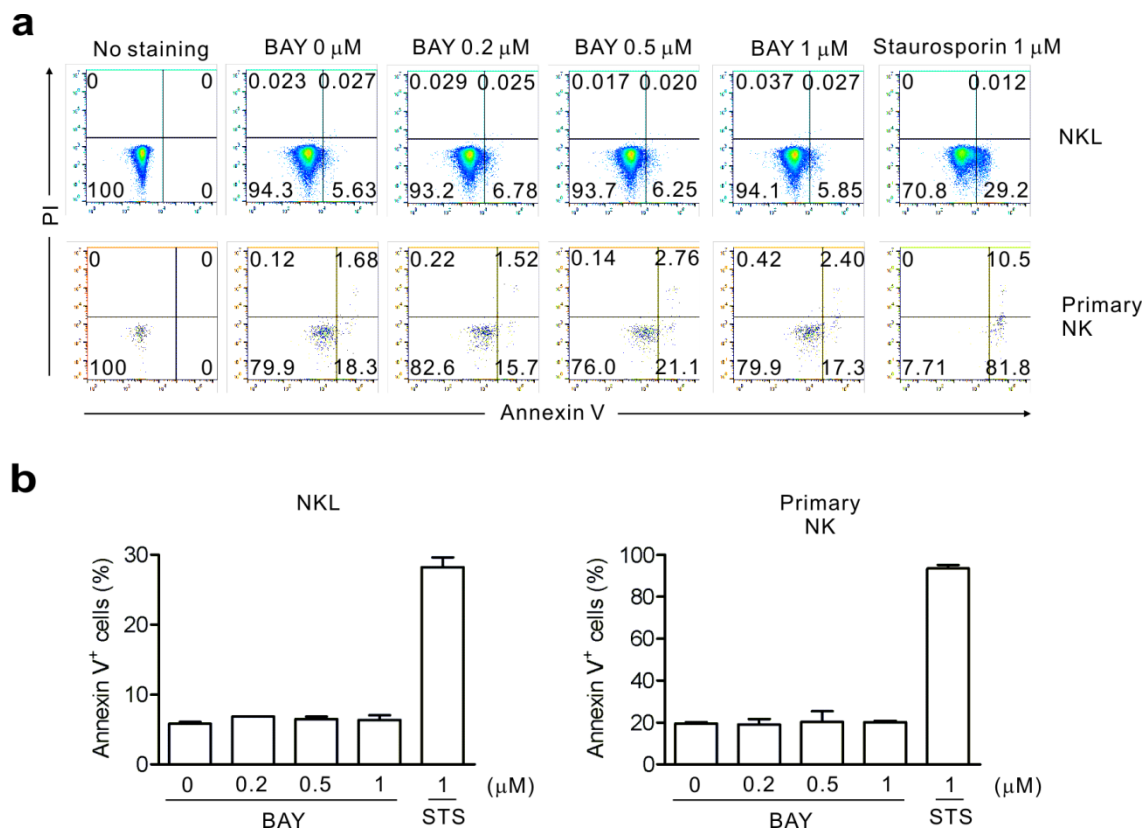 a
No staining BAY 0 μM BAY 0.2 μM BAY 0.5 μM BAY 1 μM Staurosporin 1 μM
0 0 0.023 0.027 0.029 0.025 0.017 0.020 0.037 0.027 0 0.012
NKL
100 0 94.3 5.63 93.2 6.78 93.7 6.25 94.1 5.85 70.8 29.2
PI
0 0 0.12 1.68 0.22 1.52 0.14 2.76 0.42 2.40 0 10.5
Primary
NK
100 0 79.9 18.3 82.6 15.7 76.0 21.1 79.9 17.3 7.71 81.8
Annexin V
b
NKL
Annexin V+ cells (%)
30
20
10
0
0 0.2 0.5 1 1 (μM)
BAY STS
Primary
NK
Annexin V+ cells (%)
100
80
60
40
20
0
0 0.2 0.5 1 1 (μM)
BAY STS